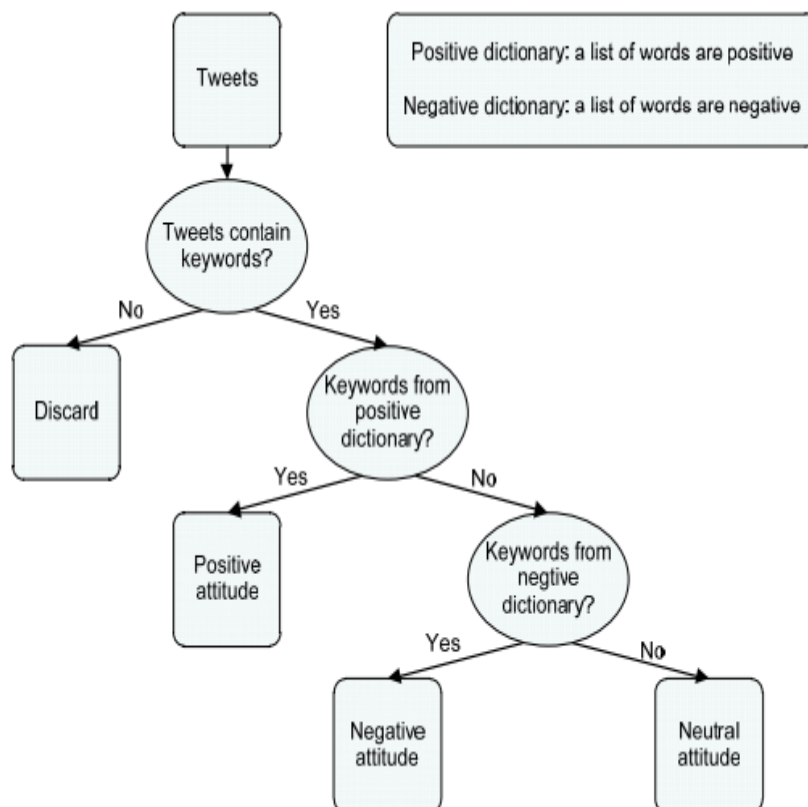 Tweets
Positive dictionary: a list of words are positive
Negative dictionary: a list of words are negative
Tweets contain
keywords?
No
Yes
Discard
Keywords from
positive
dictionary?
Yes
No
Positive
attitude
Keywords from
negtive
dictionary?
Yes
No
Negative
attitude
Neutral
attitude